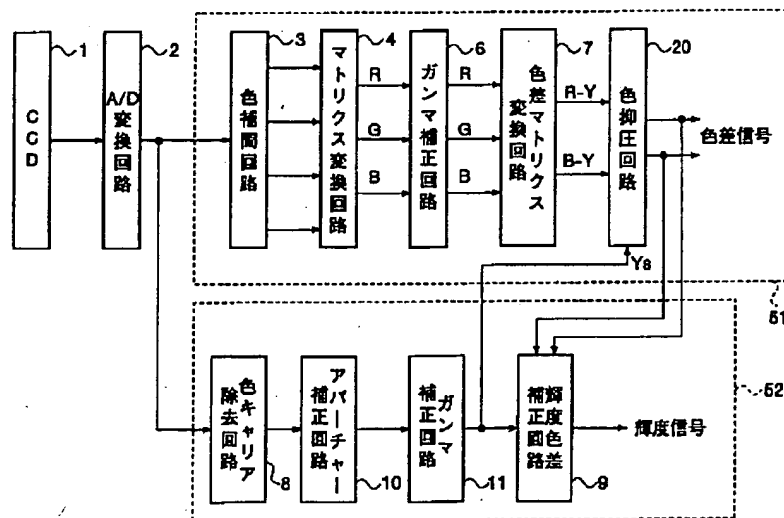 1
2
3
4
6
7
20
CCD
A/D変換回路
色補間回路
マトリクス変換回路
R
G
B
ガンマ補正回路
R
G
B
色差マトリクス
変換回路
R-Y
B-Y
色抑圧回路
色差信号
Y8
51
52
色キャリア
除去回路
8
アパーチャー
補正回路
10
ガンマ
補正回路
11
輝度色差
補正回路
9
輝度信号